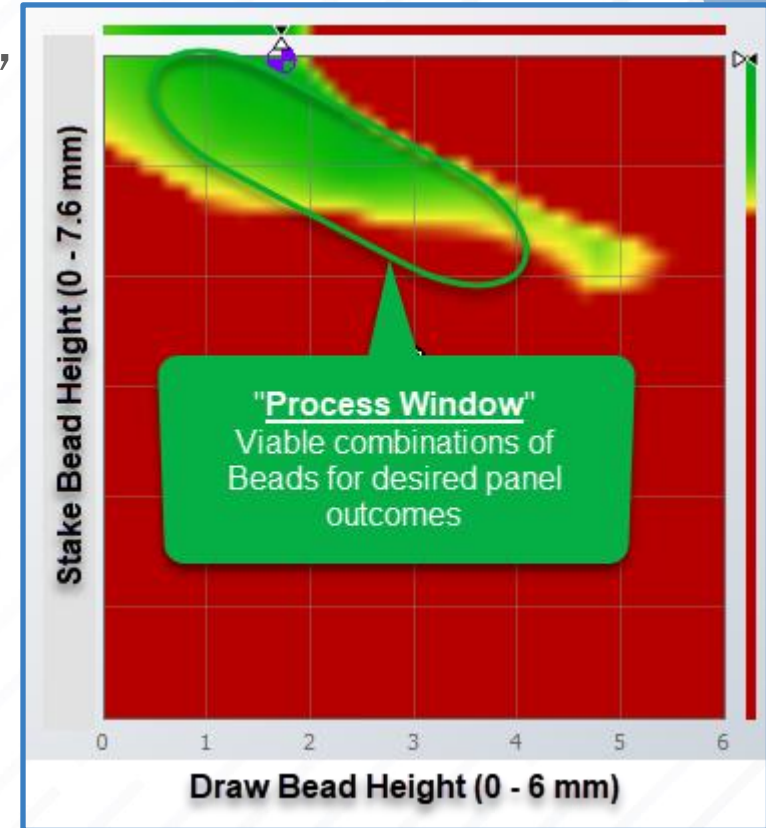 ,
Stake Bead Height (0 - 7.6 mm)
"Process Window"
Viable combinations of
Beads for desired panel
outcomes
0 1 2 3 4 5 6
Draw Bead Height (0 - 6 mm)